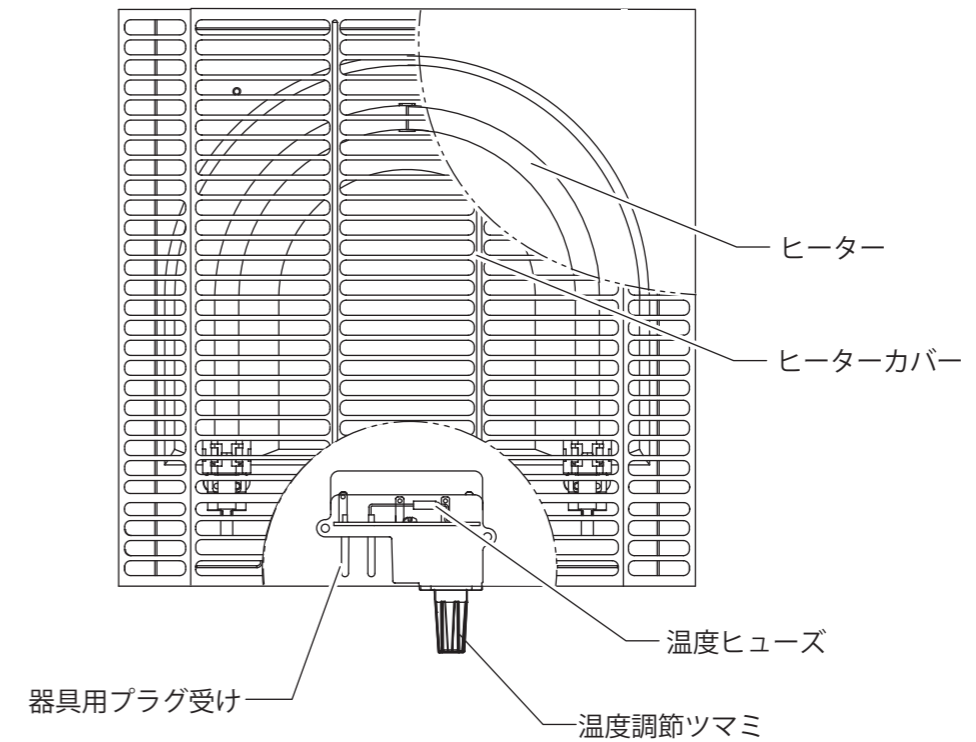 ヒーター
ヒーターカバー
温度ヒューズ
器具用プラグ受け
温度調節ツマミ